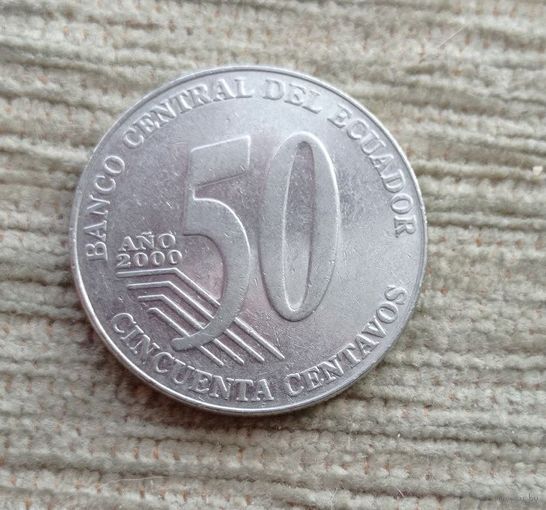 BANCO CENTRAL DEL ECUADOR
50
AÑO
2000
CINCUENTA CENTAVOS